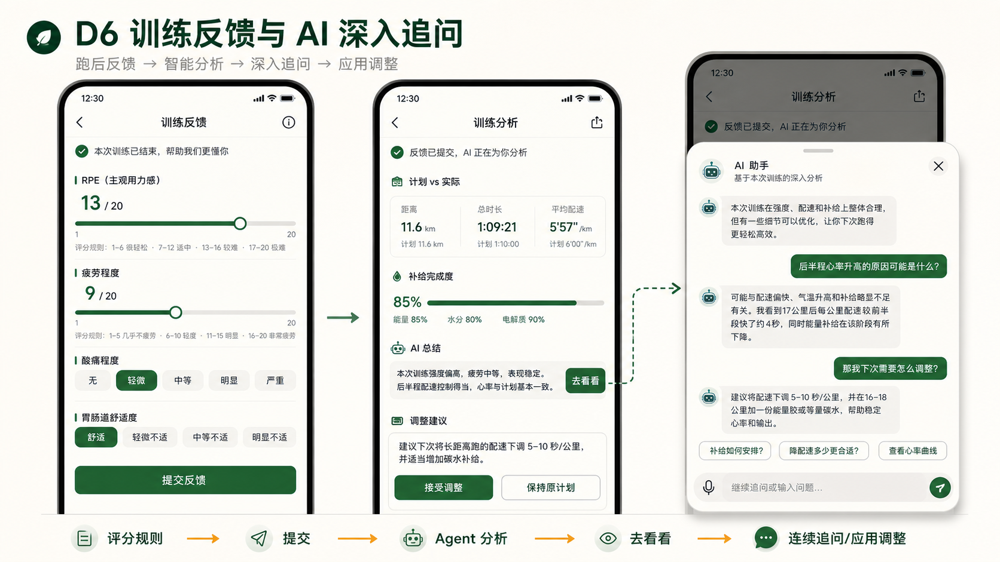 D6 训练反馈与 AI 深入追问
跑后反馈 → 智能分析 → 深入追问 → 应用调整
12:30
训练反馈
本次训练已结束，帮助我们更懂你
RPE（主观用力感）
13 / 20
1 20
评分规则：1–6 很轻松 · 7–12 适中 · 13–16 较难 · 17–20 极难
疲劳程度
9 / 20
1 20
评分规则：1–5 几乎不疲劳 · 6–10 轻度 · 11–15 明显 · 16–20 非常疲劳
酸痛程度
无 轻微 中等 明显 严重
胃肠道舒适度
舒适 轻微不适 中等不适 明显不适
提交反馈
12:30
训练分析
反馈已提交，AI 正在为你分析
计划 vs 实际
距离 总时长 平均配速
11.6 km 1:09:21 5'57"/km
计划 11.6 km 计划 1:10:00 计划 6'00"/km
补给完成度
85%
能量 85% 水分 80% 电解质 90%
AI 总结
本次训练强度偏高，疲劳中等，表现稳定。
后半程配速控制得当，心率与计划基本一致。
去看看
调整建议
建议下次将长距离跑的配速下调 5–10 秒/公里，
并适当增加碳水补给。
接受调整 保持原计划
12:30
训练分析
反馈已提交，AI 正在为你分析
AI 助手
基于本次训练的深入分析
本次训练在强度、配速和补给上整体合理，
但有一些细节可以优化，让你下次跑得
更轻松高效。
后半程心率升高的原因可能是什么？
可能与配速偏快、气温升高和补给略显不足
有关。我看到17公里后每公里配速较前半
段快了约4秒，同时能量补给在该阶段有所
下降。
那我下次需要怎么调整？
建议将配速下调 5–10 秒/公里，并在16–18
公里加一份能量胶或等量碳水，帮助稳定
心率和输出。
补给如何安排？ 降配速多少更合适？ 查看心率曲线
继续追问或输入问题...
评分规则 → 提交 → Agent 分析 → 去看看 → 连续追问/应用调整